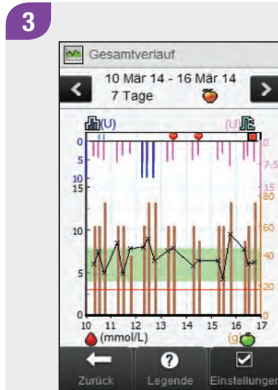 3
Gesamtverlauf
10 Mär 14 - 16 Mär 14
7 Tage
(U) (U)
0 0
5 7.5
10 15
15 80
10 60
40
5 20
0 0
10 11 12 13 14 15 16 17
(mmol/L) (g)
Zurück Legende Einstellungen